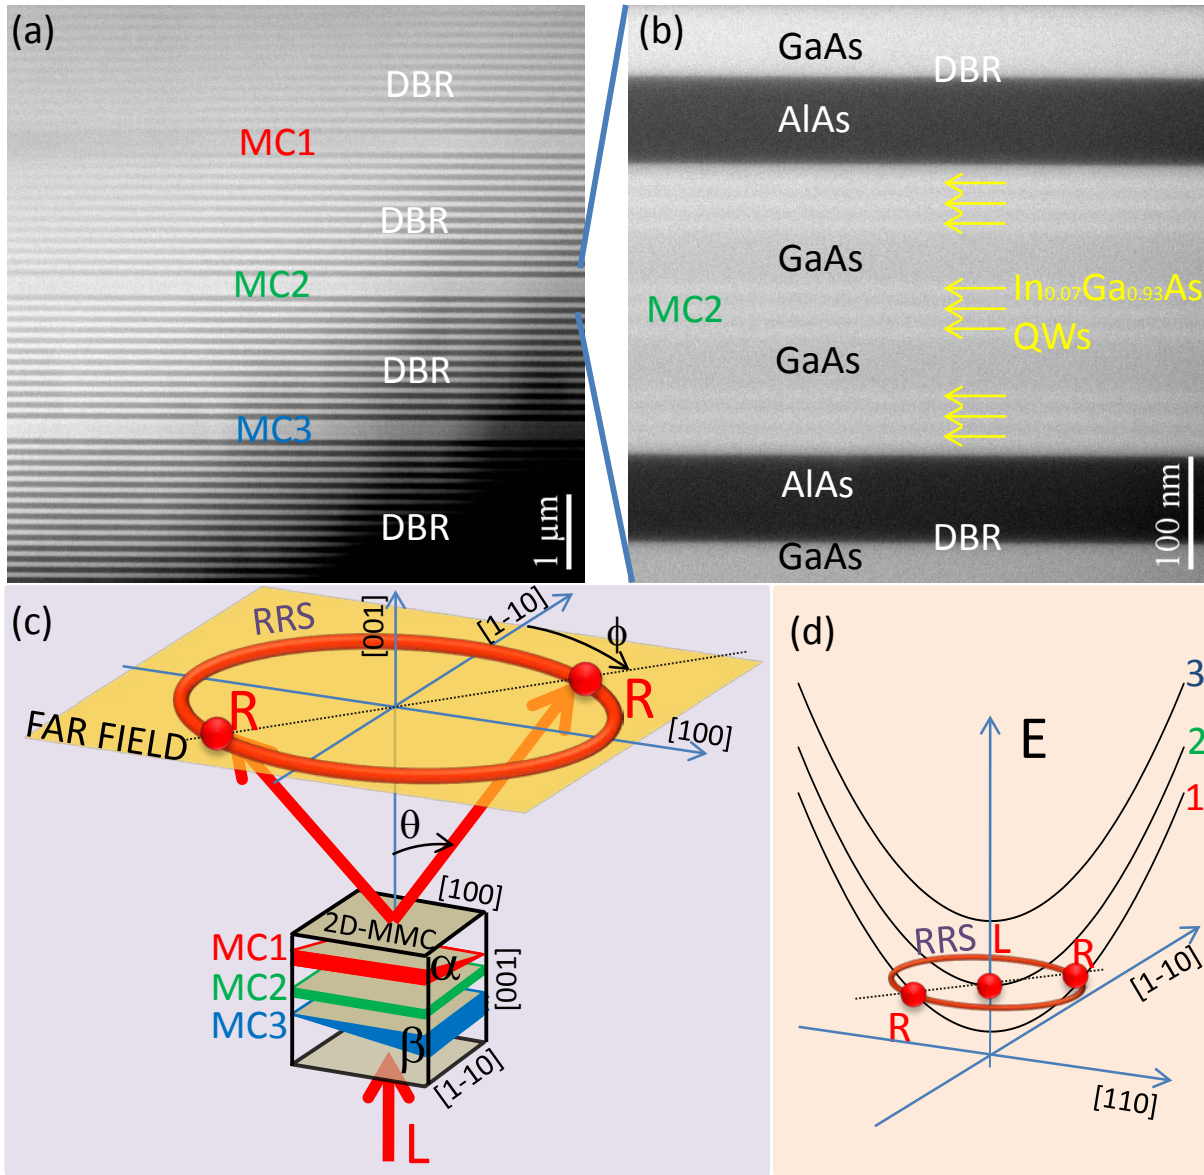 (a)
DBR
MC1
DBR
MC2
DBR
MC3
DBR
1 µm
(b)
GaAs
DBR
AlAs
GaAs
In0.07Ga0.93As
MC2
QWs
GaAs
AlAs
DBR
GaAs
100 nm
(c)
RRS
[001]
[1-10]
ϕ
R
R
FAR FIELD
[100]
θ
[100]
2D-MMC
MC1
α
MC2
[001]
MC3
β
[1-10]
L
(d)
3
E
2
1
RRS
L
R
R
[1-10]
[110]